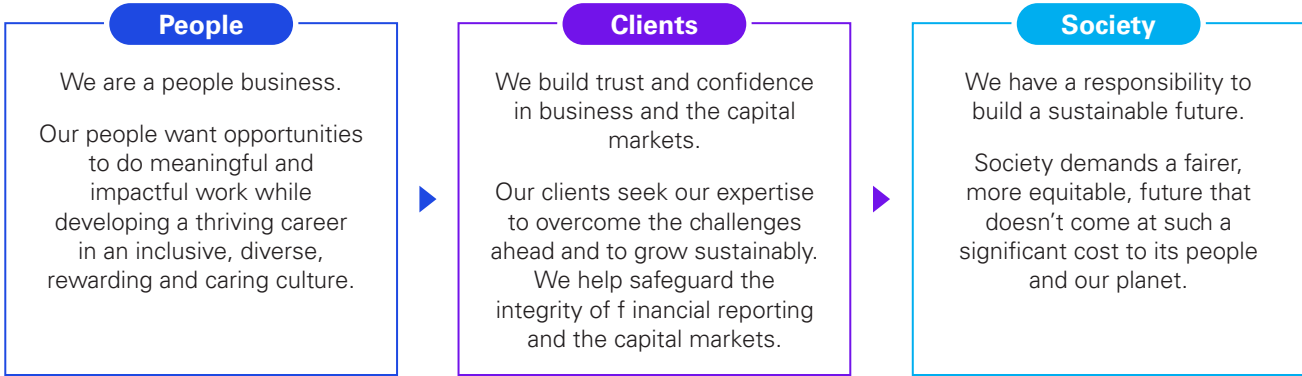 People
We are a people business.
Our people want opportunities
to do meaningful and
impactful work while
developing a thriving career
in an inclusive, diverse,
rewarding and caring culture.
Clients
We build trust and confidence
in business and the capital
markets.
Our clients seek our expertise
to overcome the challenges
ahead and to grow sustainably.
We help safeguard the
integrity of f inancial reporting
and the capital markets.
Society
We have a responsibility to
build a sustainable future.
Society demands a fairer,
more equitable, future that
doesn’t come at such a
significant cost to its people
and our planet.